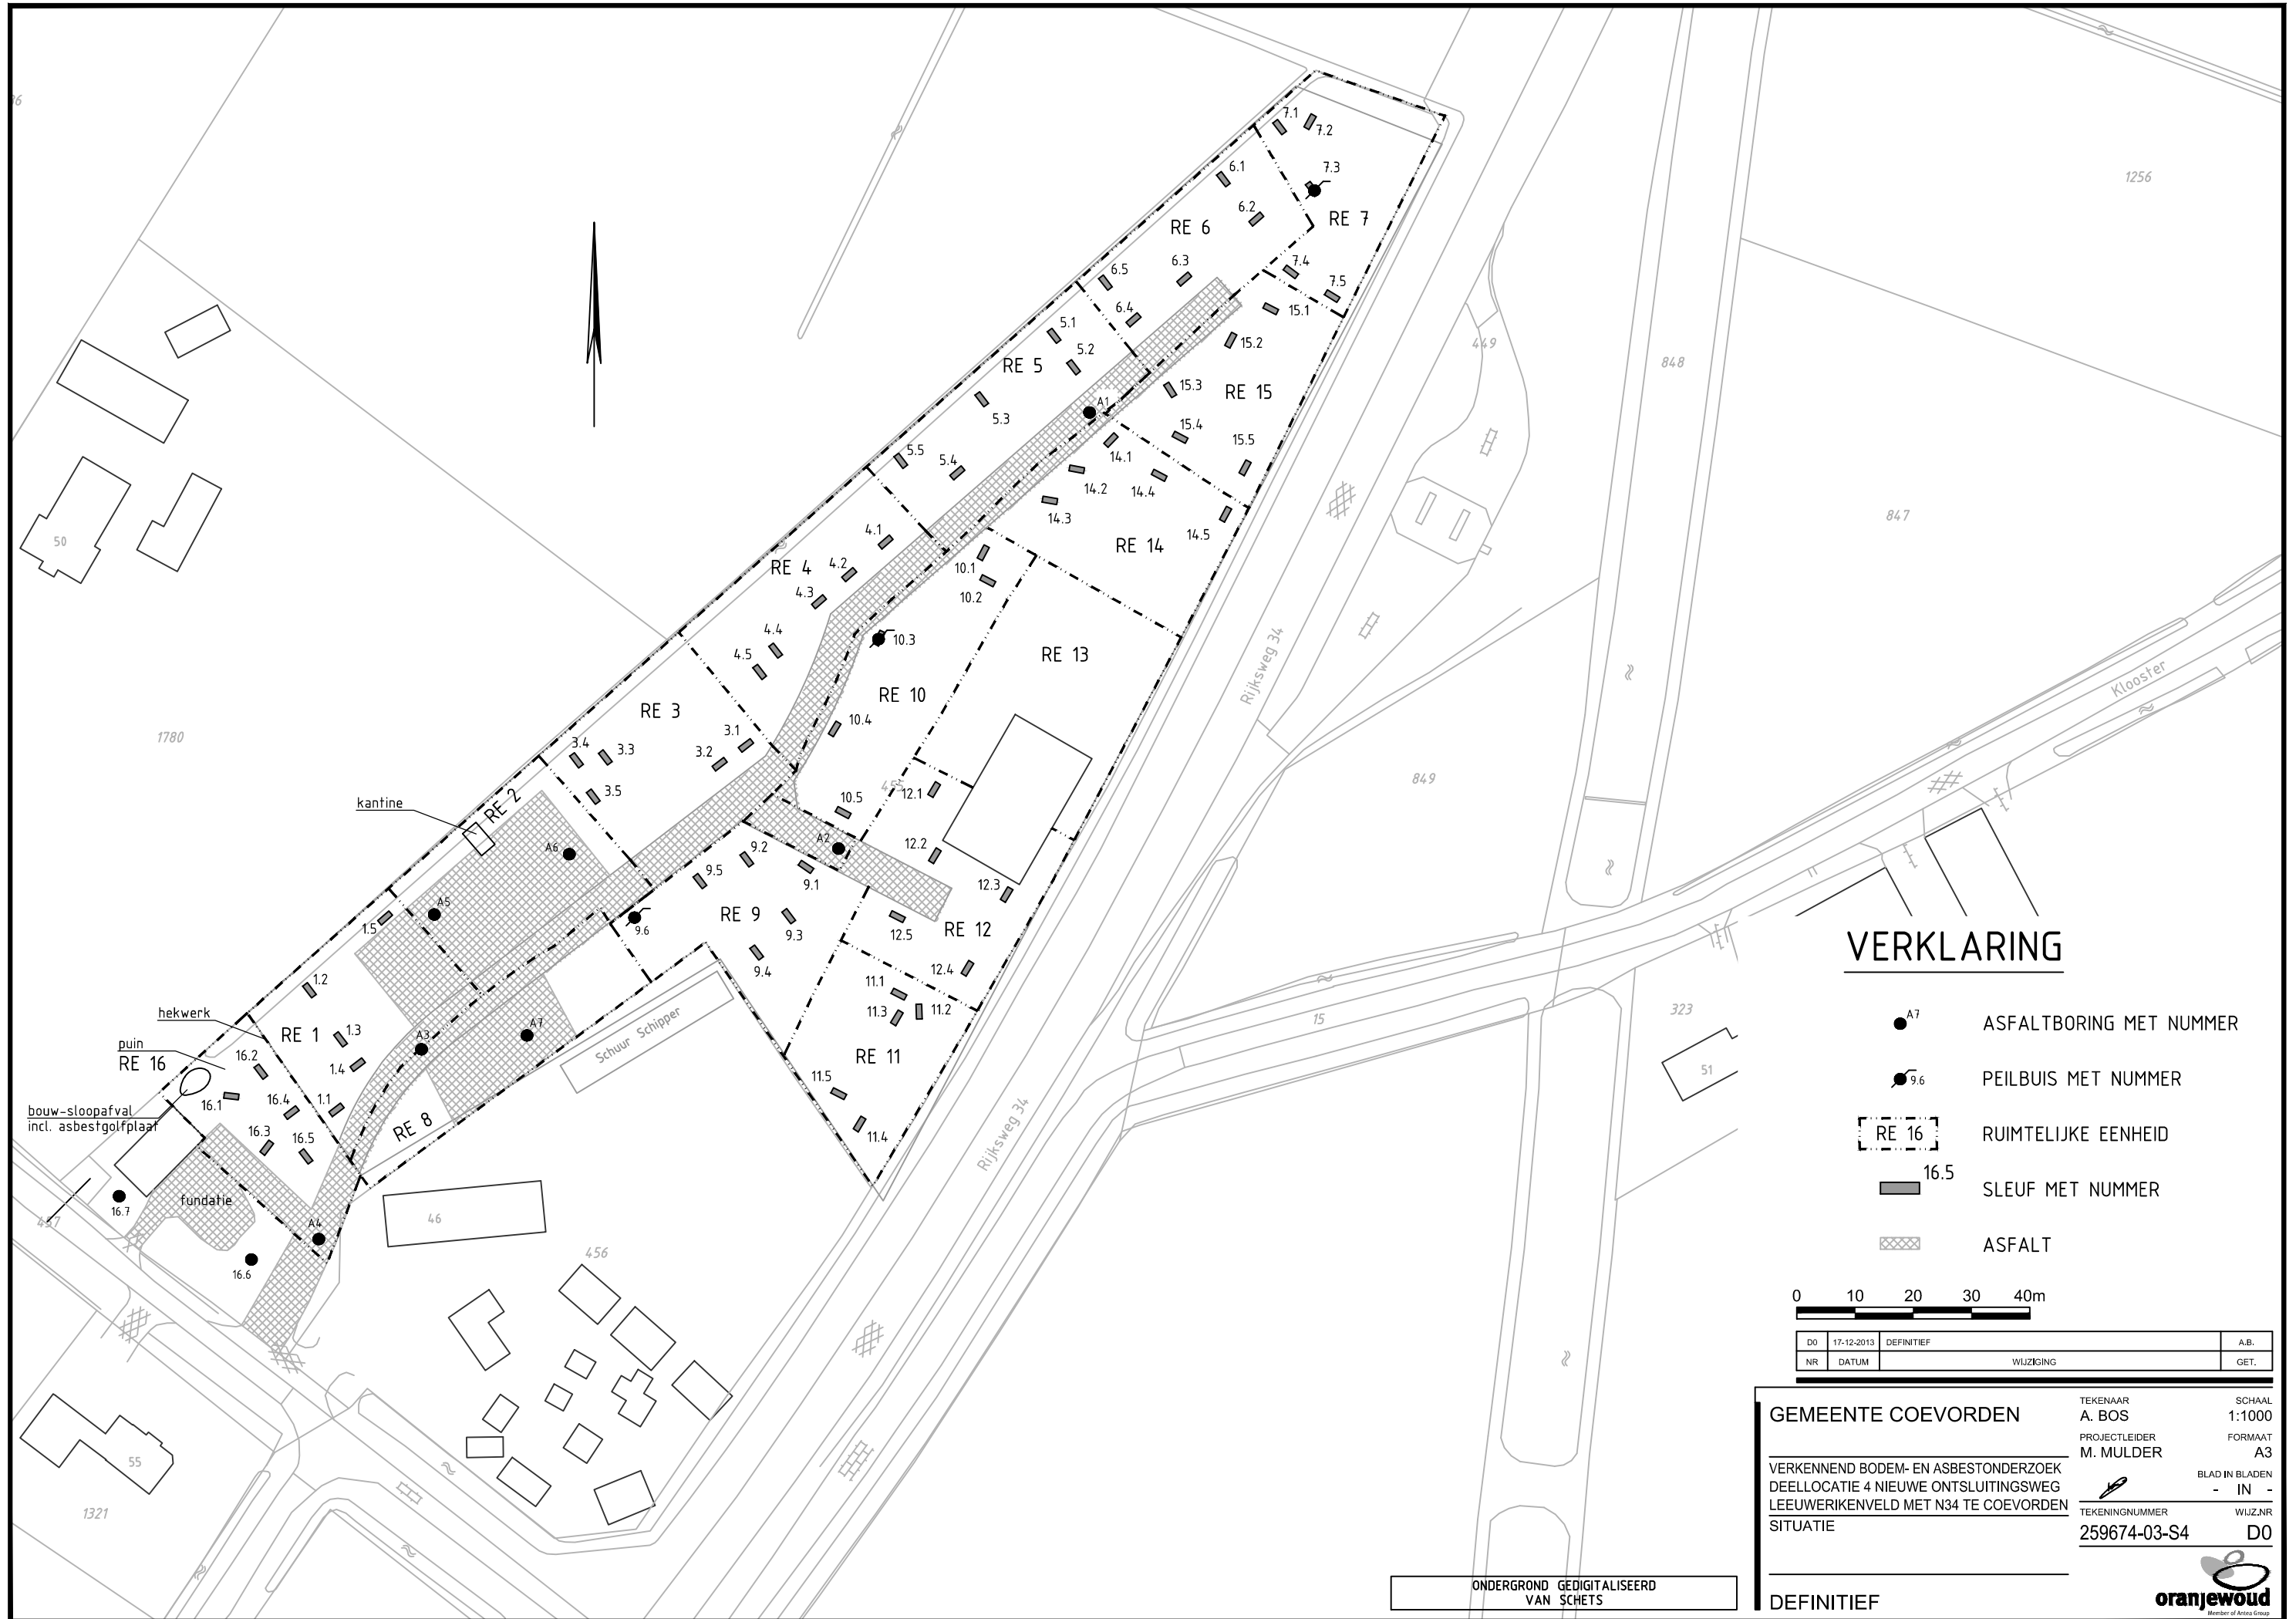 7.1
7.2
7.3
6.1
6.2
RE 7
RE 6
6.3
6.5
7.4
7.5
6.4
15.1
5.1
5.2
15.2
RE 5
15.3
RE 15
A1
5.3
15.4
15.5
14.1
5.5
5.4
14.2
14.4
14.3
14.5
4.1
RE 14
4.2
RE 4
10.1
4.3
10.2
4.4
10.3
4.5
RE 13
RE 10
RE 3
10.4
3.1
3.4
3.3
3.2
3.5
455
12.1
10.5
RE 2
kantine
A6
A2
12.2
9.2
9.1
9.5
12.3
A5
1.5
9.6
RE 9
9.3
12.5
RE 12
9.4
12.4
1.2
11.1
11.3
11.2
hekwerk
RE 1
1.3
A3
A7
Schuur Schipper
puin
RE 16
16.2
1.4
RE 11
11.5
16.1
16.4
1.1
bouw-sloopafval
incl. asbestgolfplaat
16.3
16.5
RE 8
11.4
16.7
fundatie
A4
16.6
457
46
456
50
1780
36
55
1321
Rijksweg 34
Rijksweg 34
449
848
1256
847
849
Klooster
15
323
51
VERKLARING
A7
ASFALTBORING MET NUMMER
9.6
PEILBUIS MET NUMMER
RE 16
RUIMTELIJKE EENHEID
16.5
SLEUF MET NUMMER
ASFALT
0 10 20 30 40m
D0 17-12-2013 DEFINITIEF A.B.
NR DATUM WIJZIGING GET.
GEMEENTE COEVORDEN
TEKENAAR SCHAAL
A. BOS 1:1000
PROJECTLEIDER FORMAAT
M. MULDER A3
VERKENNEND BODEM- EN ASBESTONDERZOEK
DEELLOCATIE 4 NIEUWE ONTSLUITINGSWEG
LEEUWERIKENVELD MET N34 TE COEVORDEN
BLAD IN BLADEN
- IN -
SITUATIE
TEKENINGNUMMER WIJZ.NR
259674-03-S4 D0
DEFINITIEF
oranjewoud
Member of Antea Group
ONDERGROND GEDIGITALISEERD
VAN SCHETS